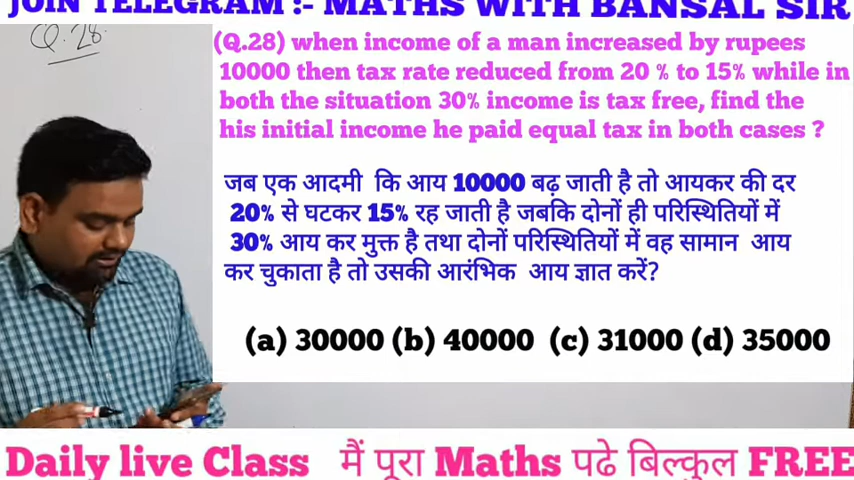 JOIN TELEGRAM :- MATHS WITH BANSAL SIR
Q.28.
(Q.28) when income of a man increased by rupees
10000 then tax rate reduced from 20 % to 15% while in
both the situation 30% income is tax free, find the
his initial income he paid equal tax in both cases ?
जब एक आदमी कि आय 10000 बढ़ जाती है तो आयकर की दर
20% से घटकर 15% रह जाती है जबकि दोनों ही परिस्थितियों में
30% आय कर मुक्त है तथा दोनों परिस्थितियों में वह सामान आय
कर चुकाता है तो उसकी आरंभिक आय ज्ञात करें?
(a) 30000 (b) 40000 (c) 31000 (d) 35000
Daily live Class मैं पूरा Maths पढे बिल्कुल FREE